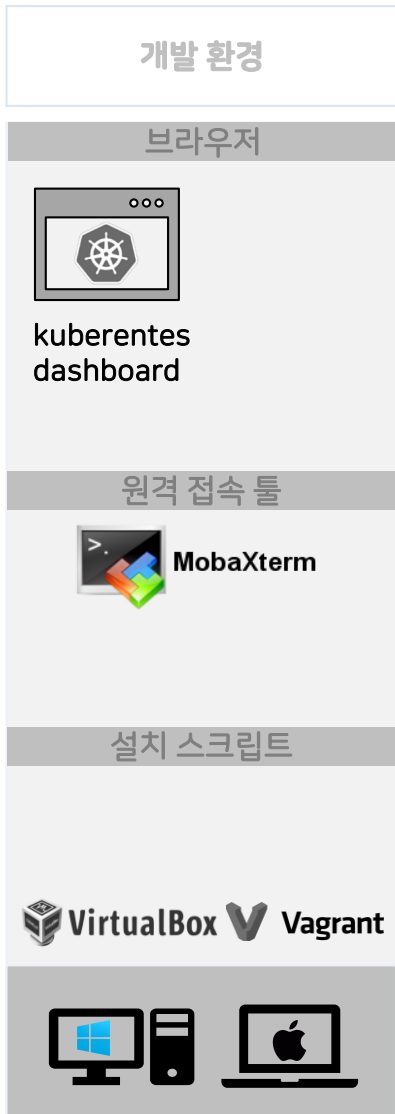 개발 환경
브라우저
kuberentes
dashboard
원격 접속 툴
>_
MobaXterm
설치 스크립트
VirtualBox Vagrant